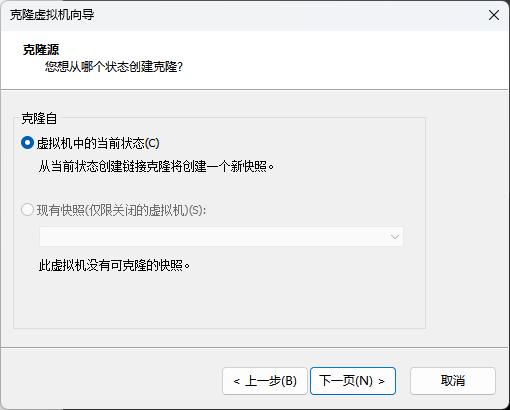 克隆虚拟机向导
克隆源
您想从哪个状态创建克隆?
克隆自
虚拟机中的当前状态(C)
从当前状态创建链接克隆将创建一个新快照。
现有快照(仅限关闭的虚拟机)(S):
此虚拟机没有可克隆的快照。
< 上一步(B) 下一页(N) > 取消